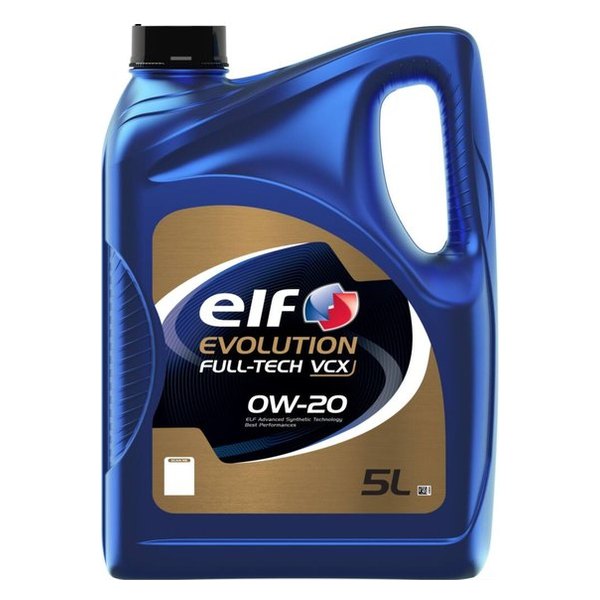 elf
EVOLUTION
FULL-TECH VCX
0W-20
ELF Advanced Synthetic Technology
Best Performances
5L